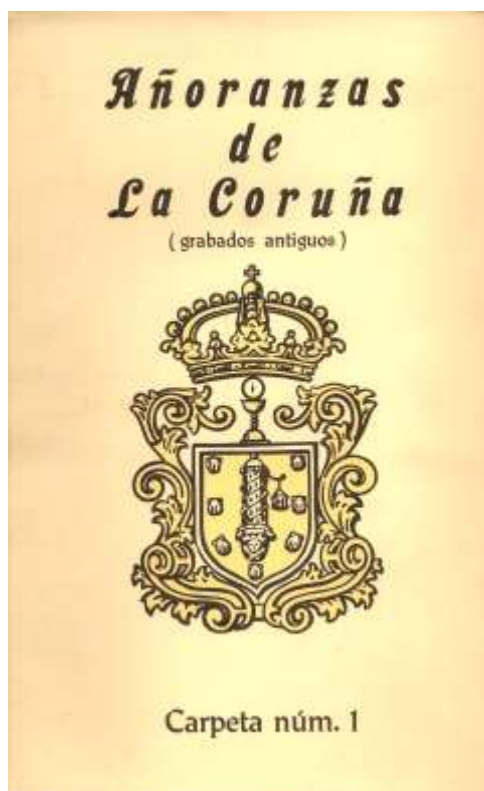 Añoranzas
de
La Coruña
(grabados antiguos)
Carpeta núm. 1